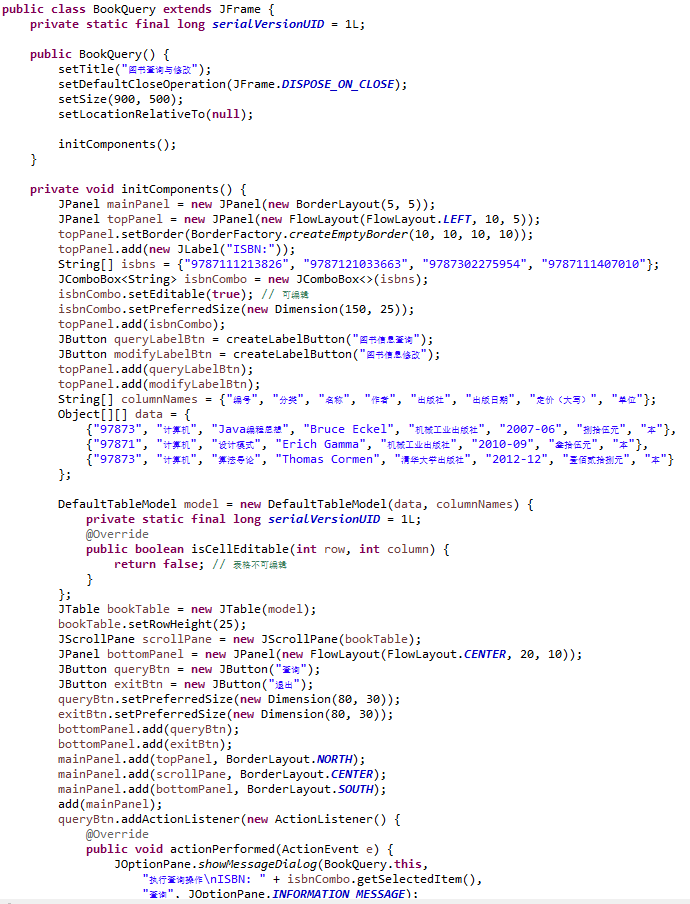 public class BookQuery extends JFrame {
    private static final long serialVersionUID = 1L;

    public BookQuery() {
        setTitle("图书查询与修改");
        setDefaultCloseOperation(JFrame.DISPOSE_ON_CLOSE);
        setSize(900, 500);
        setLocationRelativeTo(null);

        initComponents();
    }

    private void initComponents() {
        JPanel mainPanel = new JPanel(new BorderLayout(5, 5));
        JPanel topPanel = new JPanel(new FlowLayout(FlowLayout.LEFT, 10, 5));
        topPanel.setBorder(BorderFactory.createEmptyBorder(10, 10, 10, 10));
        topPanel.add(new JLabel("ISBN:"));
        String[] isbns = {"9787111213826", "9787121033663", "9787302275954", "9787111407010"};
        JComboBox<String> isbnCombo = new JComboBox<>(isbns);
        isbnCombo.setEditable(true); // 可编辑
        isbnCombo.setPreferredSize(new Dimension(150, 25));
        topPanel.add(isbnCombo);
        JButton queryLabelBtn = createLabelButton("图书信息查询");
        JButton modifyLabelBtn = createLabelButton("图书信息修改");
        topPanel.add(queryLabelBtn);
        topPanel.add(modifyLabelBtn);
        String[] columnNames = {"编号", "分类", "名称", "作者", "出版社", "出版日期", "定价（大写）", "单位"};
        Object[][] data = {
            {"97873", "计算机", "Java编程思想", "Bruce Eckel", "机械工业出版社", "2007-06", "捌拾伍元", "本"},
            {"97871", "计算机", "设计模式", "Erich Gamma", "机械工业出版社", "2010-09", "叁拾伍元", "本"},
            {"97873", "计算机", "算法导论", "Thomas Cormen", "清华大学出版社", "2012-12", "壹佰贰拾捌元", "本"}
        };

        DefaultTableModel model = new DefaultTableModel(data, columnNames) {
            private static final long serialVersionUID = 1L;
            @Override
            public boolean isCellEditable(int row, int column) {
                return false; // 表格不可编辑
            }
        };
        JTable bookTable = new JTable(model);
        bookTable.setRowHeight(25);
        JScrollPane scrollPane = new JScrollPane(bookTable);
        JPanel bottomPanel = new JPanel(new FlowLayout(FlowLayout.CENTER, 20, 10));
        JButton queryBtn = new JButton("查询");
        JButton exitBtn = new JButton("退出");
        queryBtn.setPreferredSize(new Dimension(80, 30));
        exitBtn.setPreferredSize(new Dimension(80, 30));
        bottomPanel.add(queryBtn);
        bottomPanel.add(exitBtn);
        mainPanel.add(topPanel, BorderLayout.NORTH);
        mainPanel.add(scrollPane, BorderLayout.CENTER);
        mainPanel.add(bottomPanel, BorderLayout.SOUTH);
        add(mainPanel);
        queryBtn.addActionListener(new ActionListener() {
            @Override
            public void actionPerformed(ActionEvent e) {
                JOptionPane.showMessageDialog(BookQuery.this,
                    "执行查询操作\nISBN: " + isbnCombo.getSelectedItem(),
                    "查询", JOptionPane.INFORMATION_MESSAGE);